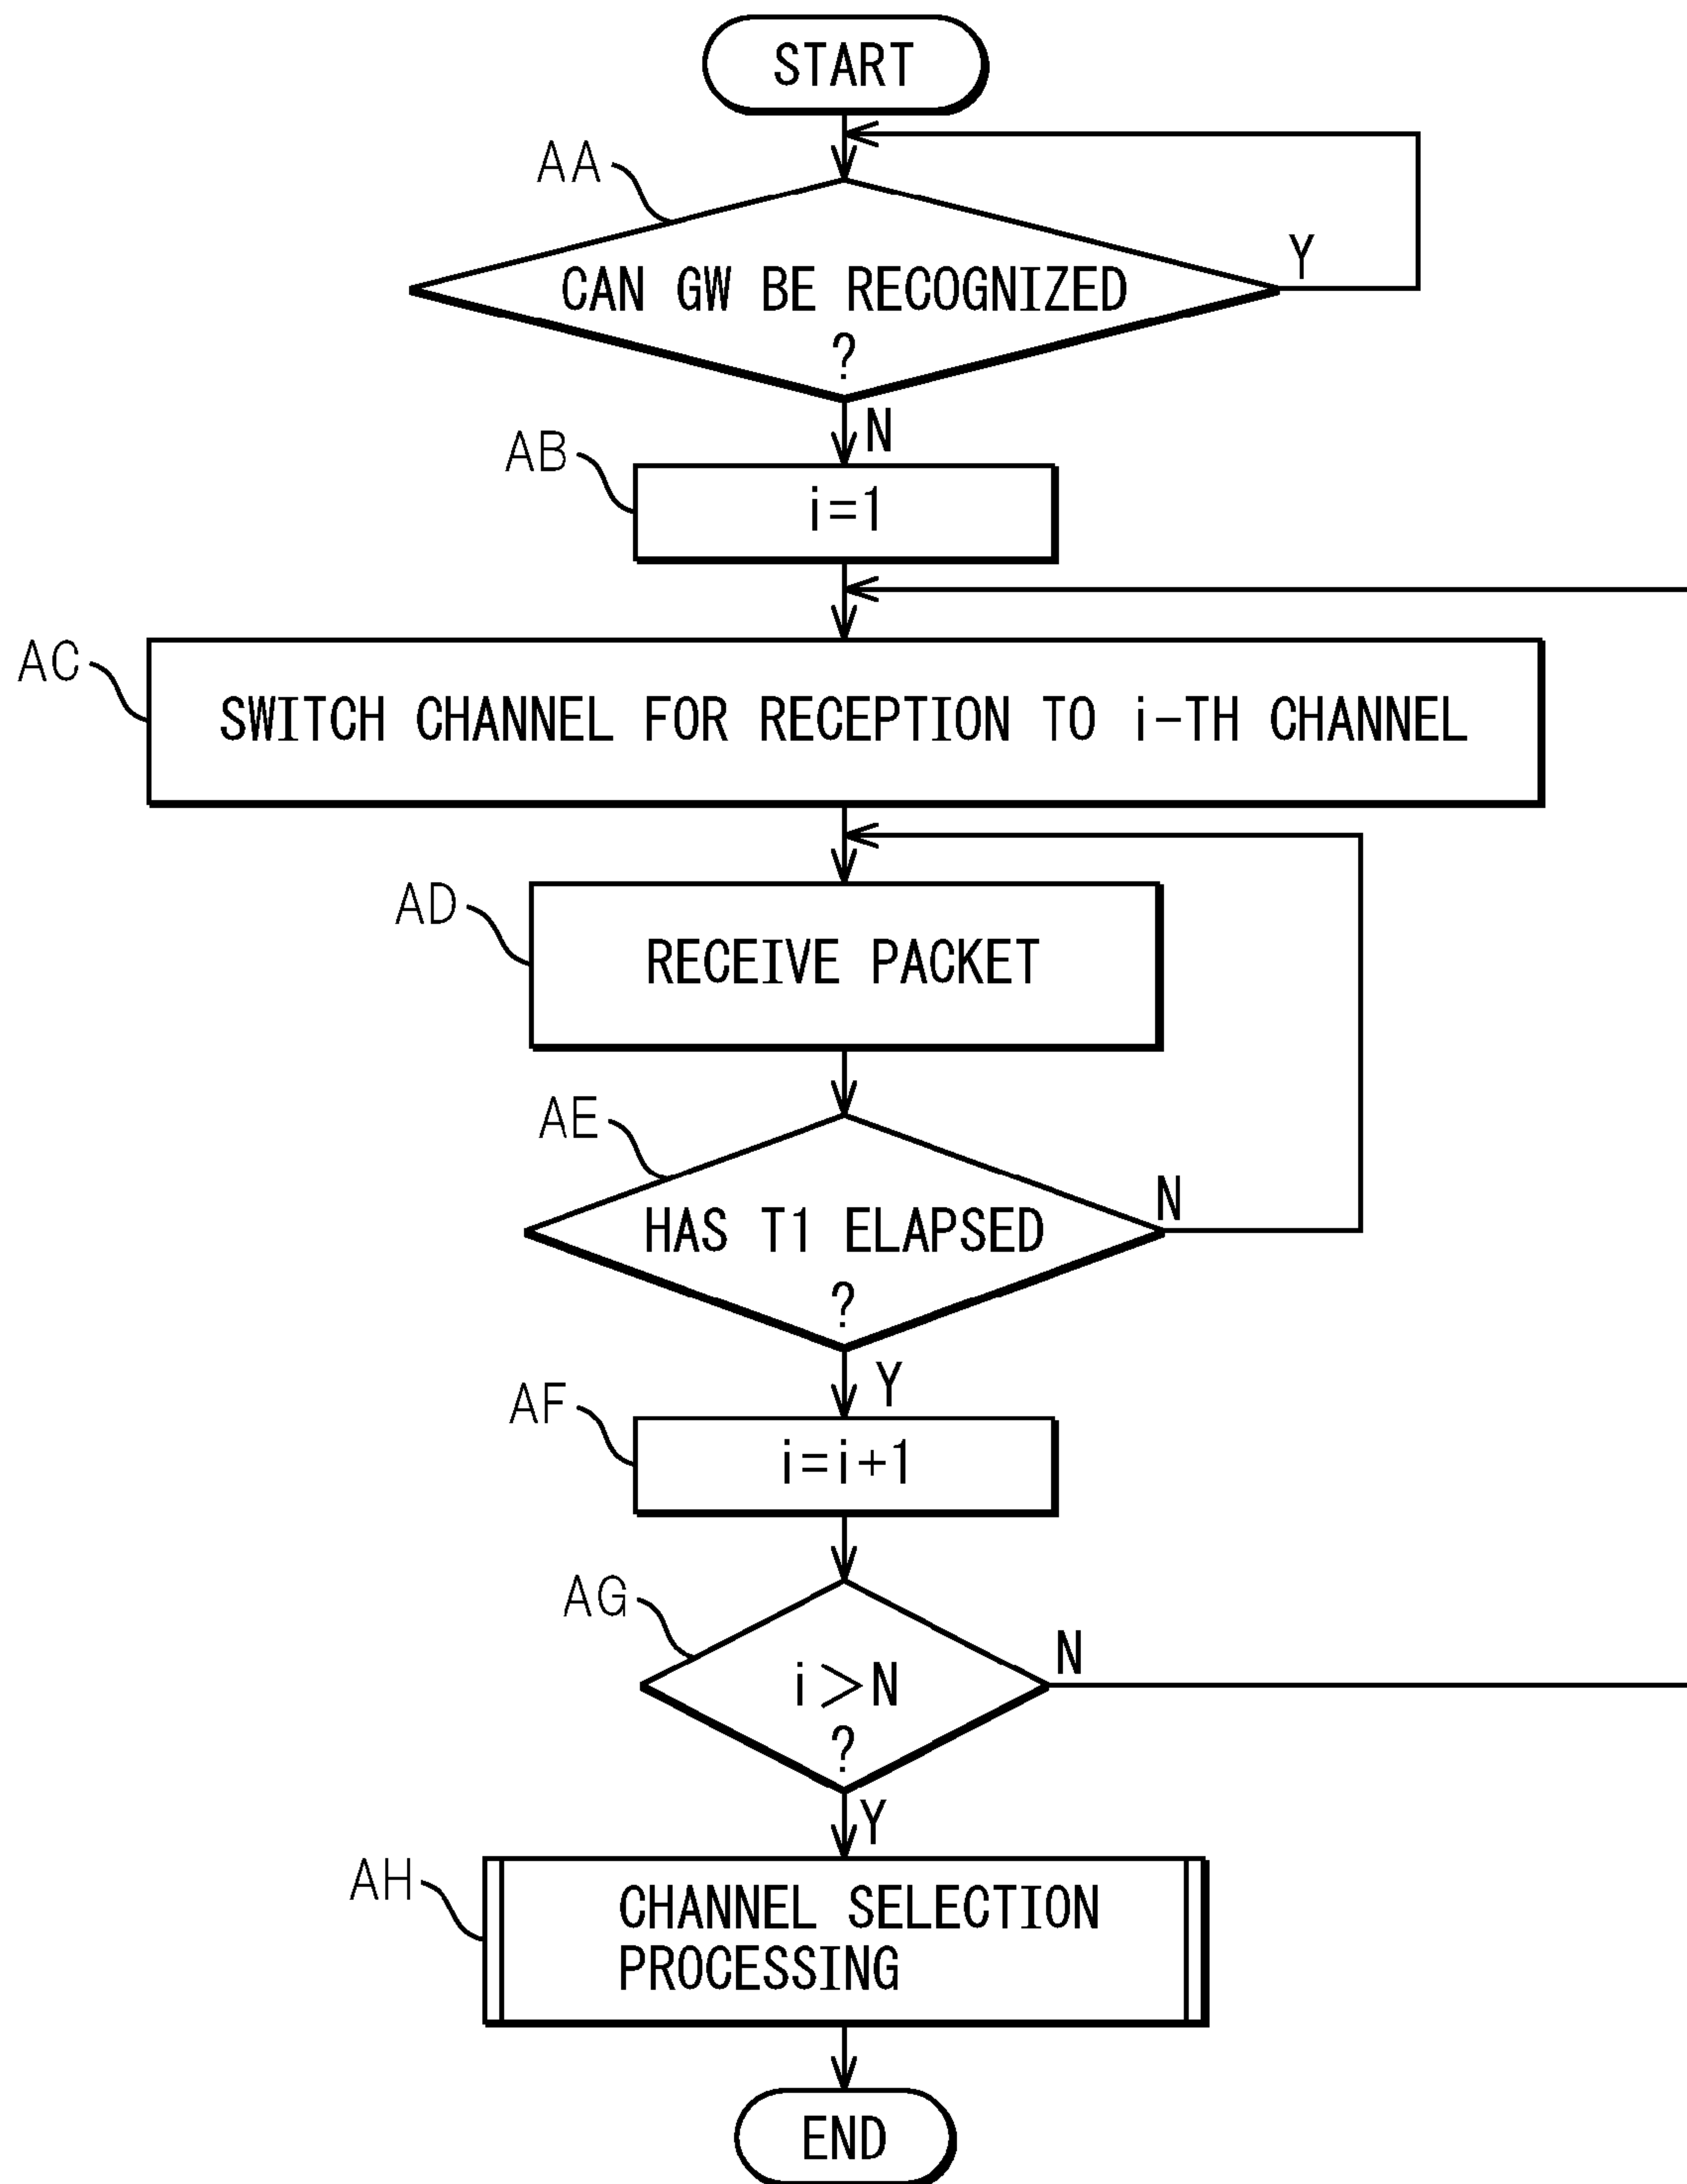 START
AA
CAN GW BE RECOGNIZED
?
Y
N
AB
i=1
AC
SWITCH CHANNEL FOR RECEPTION TO i-TH CHANNEL
AD
RECEIVE PACKET
AE
HAS T1 ELAPSED
?
N
Y
AF
i=i+1
AG
i>N
?
N
Y
AH
CHANNEL SELECTION
PROCESSING
END